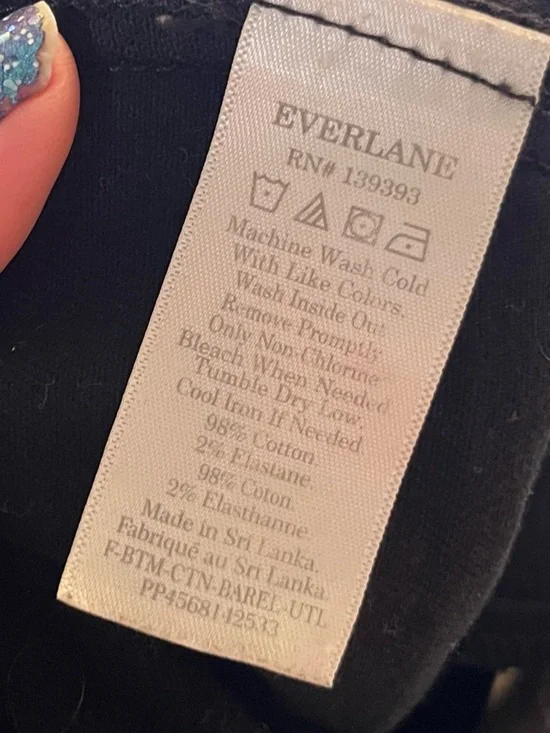 EVERLANE
RN# 139393
Machine Wash Cold
With Like Colors.
Wash Inside Out
Remove Promptly
Only Non-Chlorine
Bleach When Needed
Tumble Dry Low,
Cool Iron If Needed
98% Cotton
2% Elastane.
98% Coton.
2% Elasthanne
Made in Sri Lanka.
Fabriqué au Sri Lanka.
F-BTM-CTN-BAREL-UTL
PP4568142533